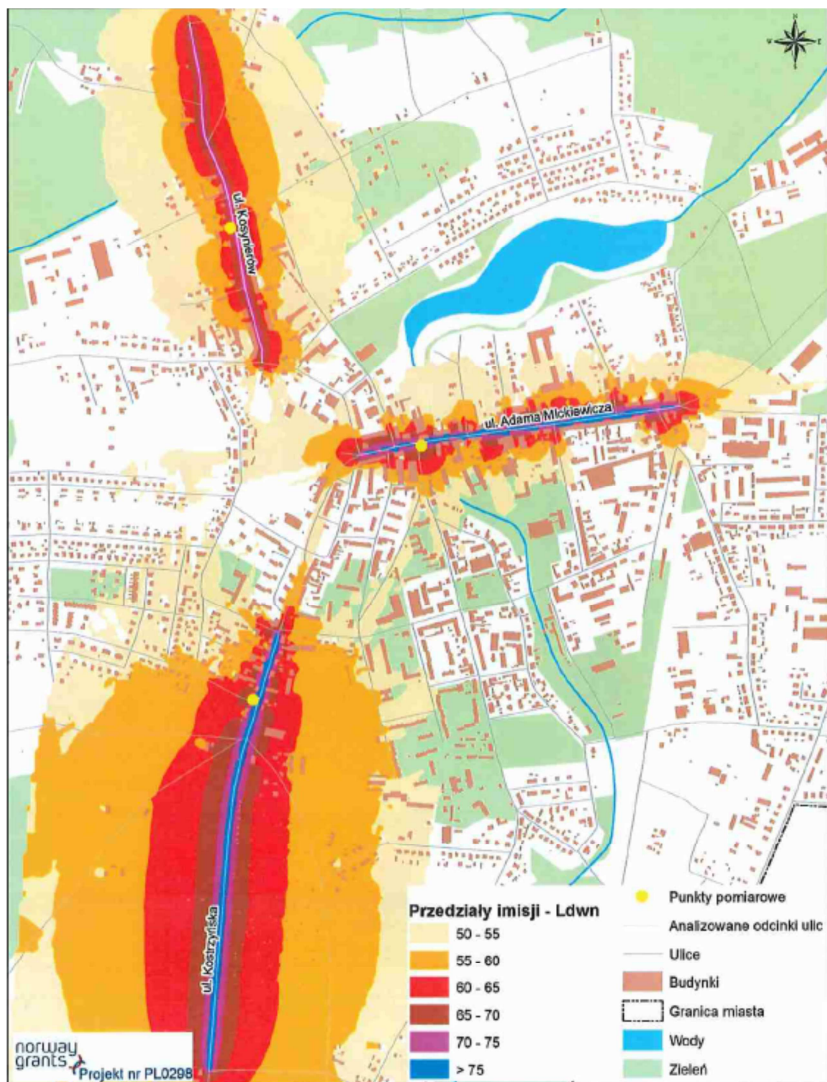 N
W E
S
ul. Kosynierów
ul. Adama Mickiewicza
ul. Kostrzyńska
Przedziały imisji - Ldwn
50 - 55
55 - 60
60 - 65
65 - 70
70 - 75
> 75
Punkty pomiarowe
Analizowane odcinki ulic
Ulice
Budynki
Granica miasta
Wody
Zieleń
norway
grants
Projekt nr PL0298